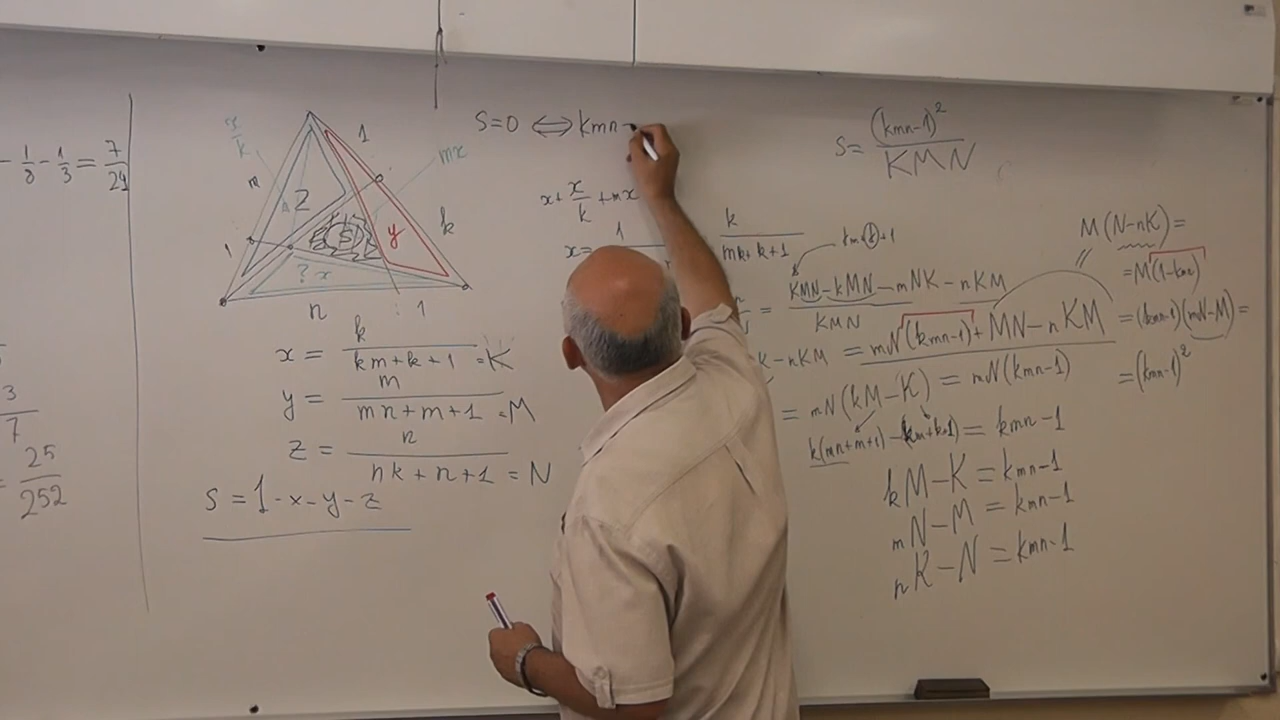 - 1/8 - 1/3 = 7/24
3/7
= 25/252
x/k
1
mx
m
Z
k
1
S
y
? x
n
1
x = k/(km+k+1) = K
y = m/(mn+m+1) = M
z = n/(nk+n+1) = N
S = 1 - x - y - z
S=0 ⟺ kmn -
x + x/k + mx
x = 1
k/(mk+k+1)
S = (kmn-1)²/KMN
= (KMN - kMN - mNK - nKM)/KMN
K - nKM = mN(kmn-1) + MN - nKM
= mN(kM-K) = mN(kmn-1)
k(mn+m+1) - (km+k+1) = kmn-1
kM-K = kmn-1
mN-M = kmn-1
nK-N = kmn-1
M(N-nK) =
= (kmn-1)(mN-M) =
= (kmn-1)²